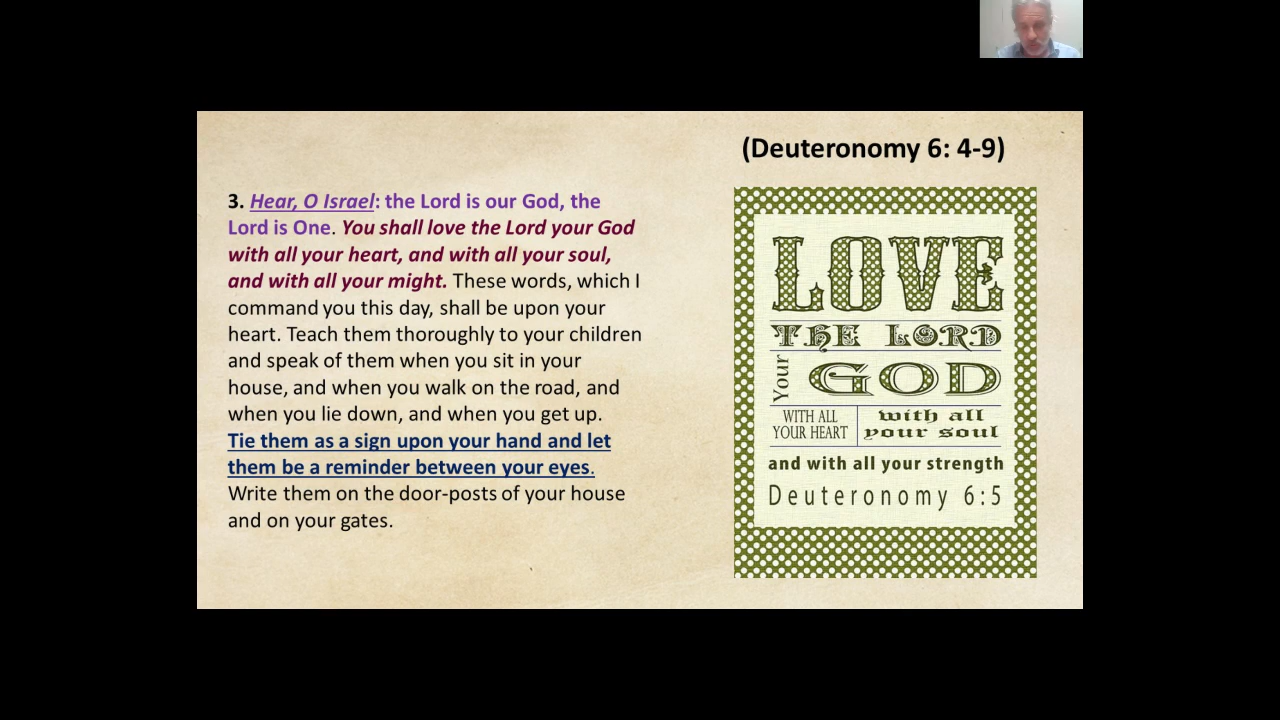 (Deuteronomy 6: 4-9)
3. Hear, O Israel: the Lord is our God, the
Lord is One. You shall love the Lord your God
with all your heart, and with all your soul,
and with all your might. These words, which I
command you this day, shall be upon your
heart. Teach them thoroughly to your children
and speak of them when you sit in your
house, and when you walk on the road, and
when you lie down, and when you get up.
Tie them as a sign upon your hand and let
them be a reminder between your eyes.
Write them on the door-posts of your house
and on your gates.
LOVE
THE LORD
Your GOD
WITH ALL
YOUR HEART
with all
your soul
and with all your strength
Deuteronomy 6:5